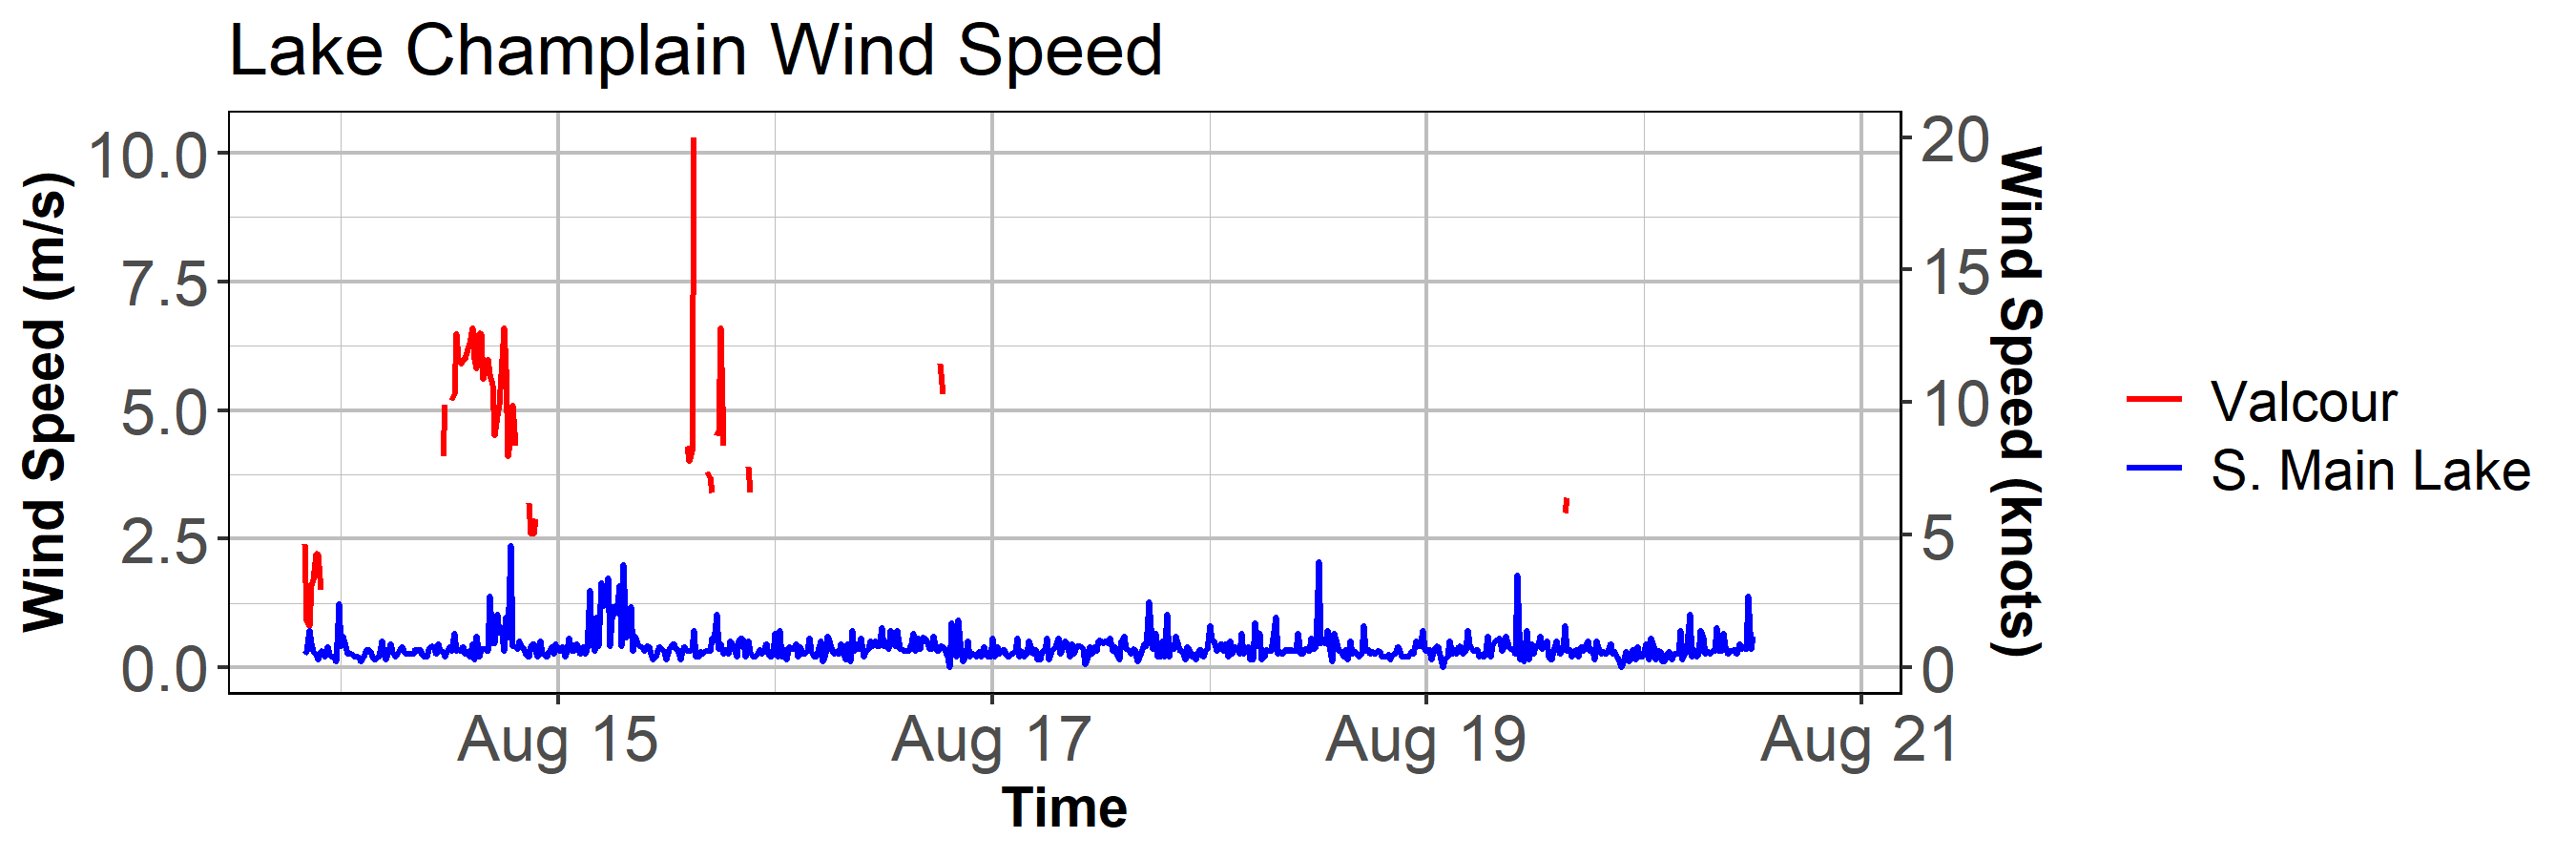 Lake Champlain Wind Speed
Wind Speed (m/s)
10.0
7.5
5.0
2.5
0.0
20
15
10
5
0
Wind Speed (knots)
Aug 15
Aug 17
Aug 19
Aug 21
Time
Valcour
S. Main Lake